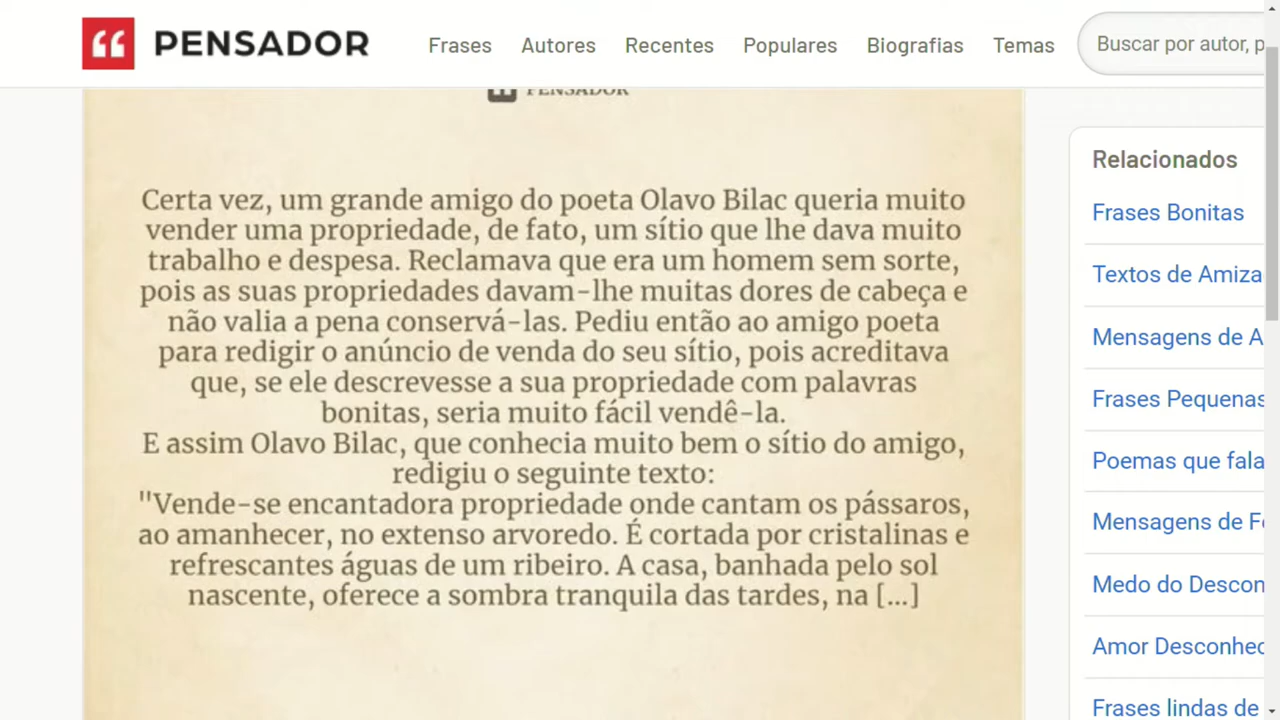 PENSADOR
Frases
Autores
Recentes
Populares
Biografias
Temas
Buscar por autor, p
PENSADOR
Certa vez, um grande amigo do poeta Olavo Bilac queria muito
vender uma propriedade, de fato, um sítio que lhe dava muito
trabalho e despesa. Reclamava que era um homem sem sorte,
pois as suas propriedades davam-lhe muitas dores de cabeça e
não valia a pena conservá-las. Pediu então ao amigo poeta
para redigir o anúncio de venda do seu sítio, pois acreditava
que, se ele descrevesse a sua propriedade com palavras
bonitas, seria muito fácil vendê-la.
E assim Olavo Bilac, que conhecia muito bem o sítio do amigo,
redigiu o seguinte texto:
"Vende-se encantadora propriedade onde cantam os pássaros,
ao amanhecer, no extenso arvoredo. É cortada por cristalinas e
refrescantes águas de um ribeiro. A casa, banhada pelo sol
nascente, oferece a sombra tranquila das tardes, na [...]
Relacionados
Frases Bonitas
Textos de Amiza
Mensagens de A
Frases Pequenas
Poemas que fala
Mensagens de Fe
Medo do Descon
Amor Desconhec
Frases lindas de